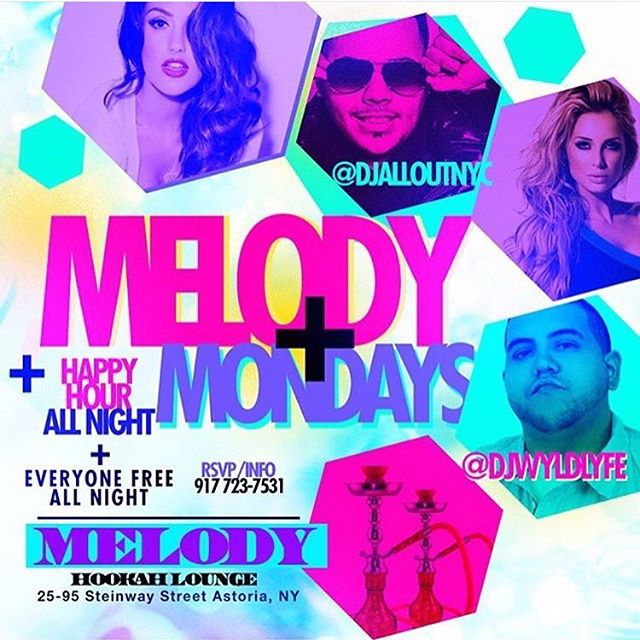 @DJALLOUTNYC
MELODY
+
MONDAYS
+ HAPPY
HOUR
ALL NIGHT
+
EVERYONE FREE
ALL NIGHT
RSVP/INFO
917 723-7531
@DJWYLDLYFE
MELODY
HOOKAH LOUNGE
25-95 Steinway Street Astoria, NY